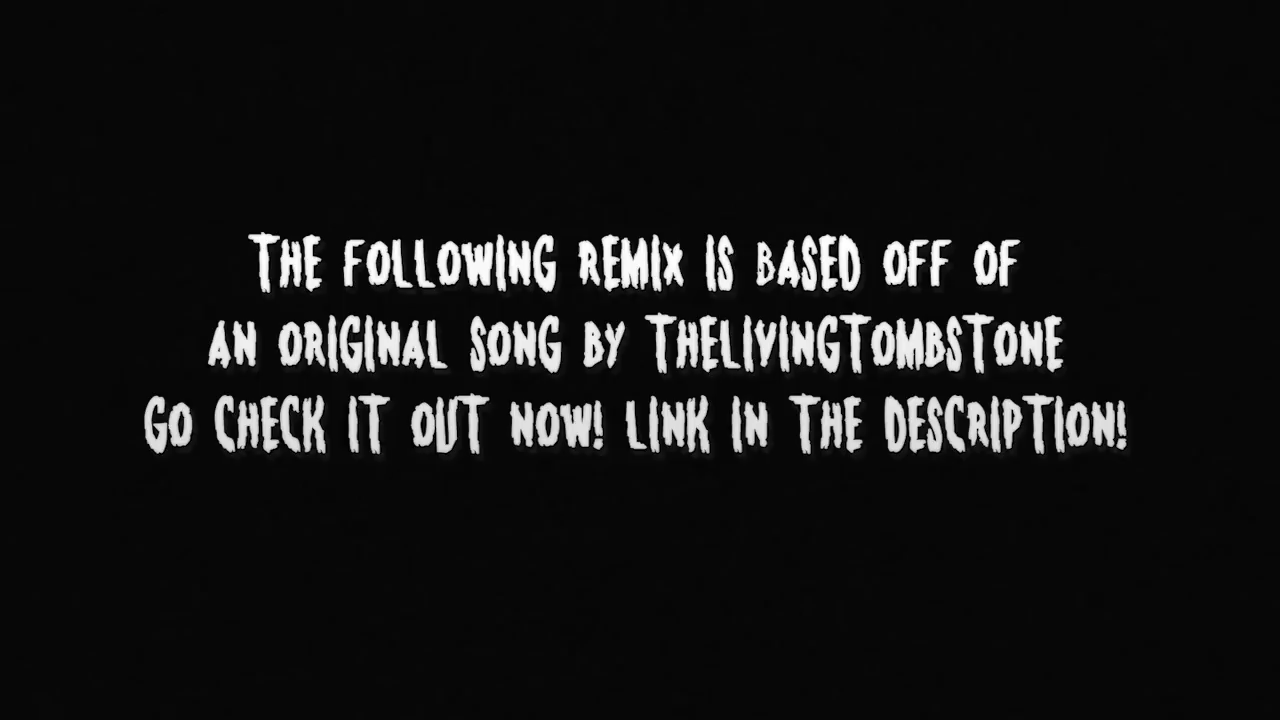 THE FOLLOWING REMIX IS BASED OFF OF
AN ORIGINAL SONG BY THELIVINGTOMBSTONE
GO CHECK IT OUT NOW! LINK IN THE DESCRIPTION!